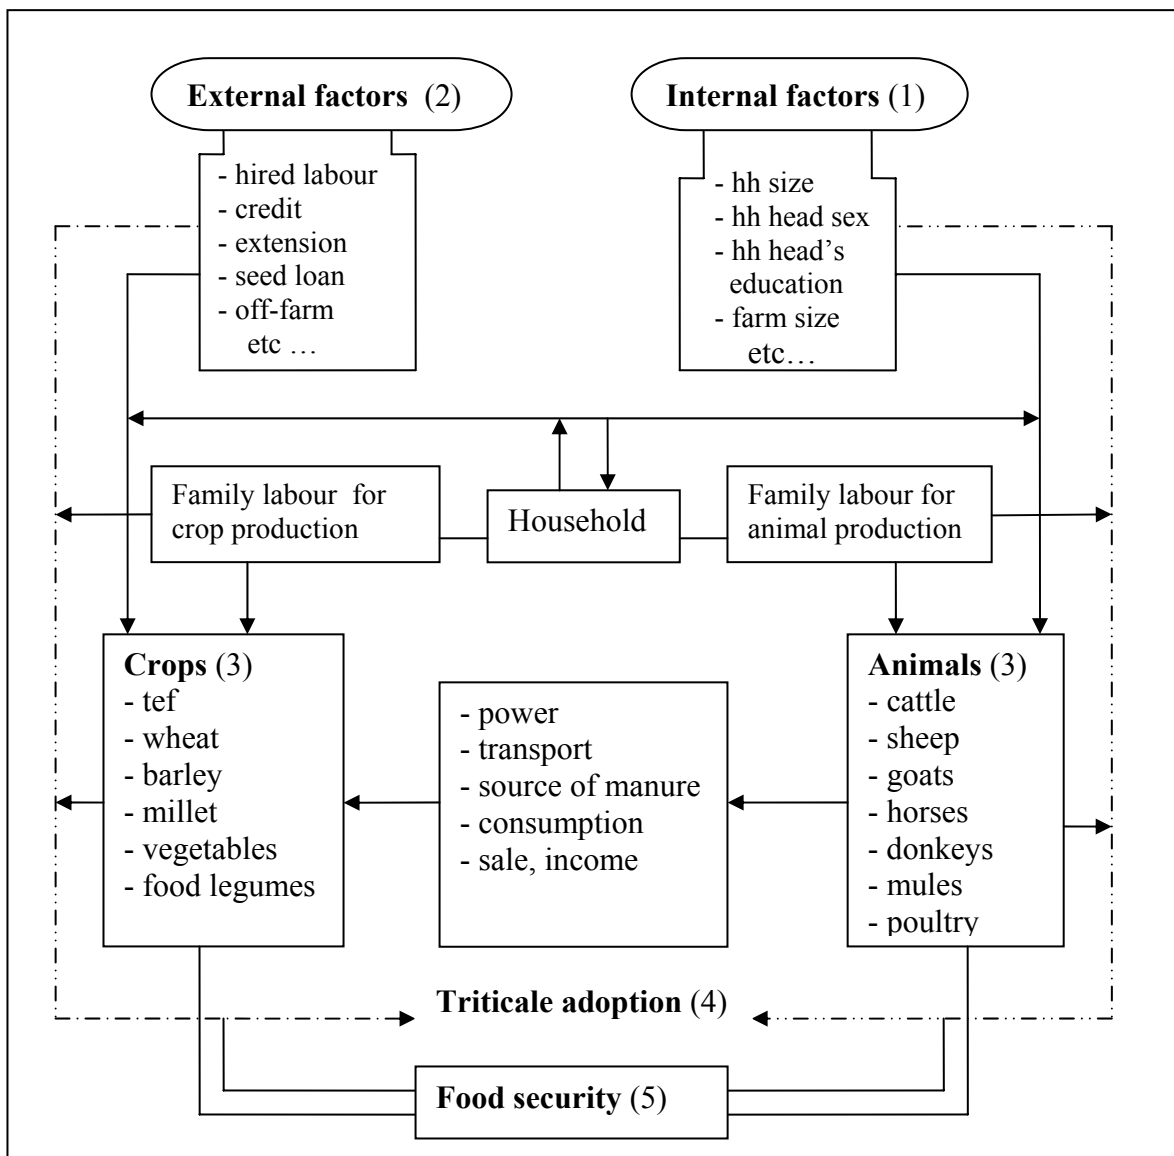 External factors (2)
- hired labour
- credit
- extension
- seed loan
- off-farm
etc …
Internal factors (1)
- hh size
- hh head sex
- hh head’s
education
- farm size
etc…
Family labour for
crop production
Household
Family labour for
animal production
Crops (3)
- tef
- wheat
- barley
- millet
- vegetables
- food legumes
- power
- transport
- source of manure
- consumption
- sale, income
Animals (3)
- cattle
- sheep
- goats
- horses
- donkeys
- mules
- poultry
Triticale adoption (4)
Food security (5)